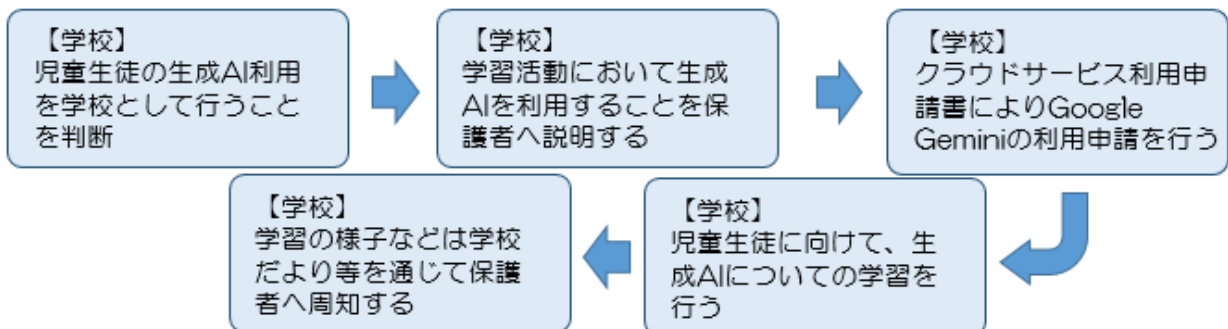 【学校】
児童生徒の生成AI利用
を学校として行うこと
を判断
【学校】
学習活動において生成
AIを利用することを保
護者へ説明する
【学校】
クラウドサービス利用申
請書によりGoogle
Geminiの利用申請を行う
【学校】
児童生徒に向けて、生
成AIについての学習を
行う
【学校】
学習の様子などは学校
だより等を通じて保護
者へ周知する